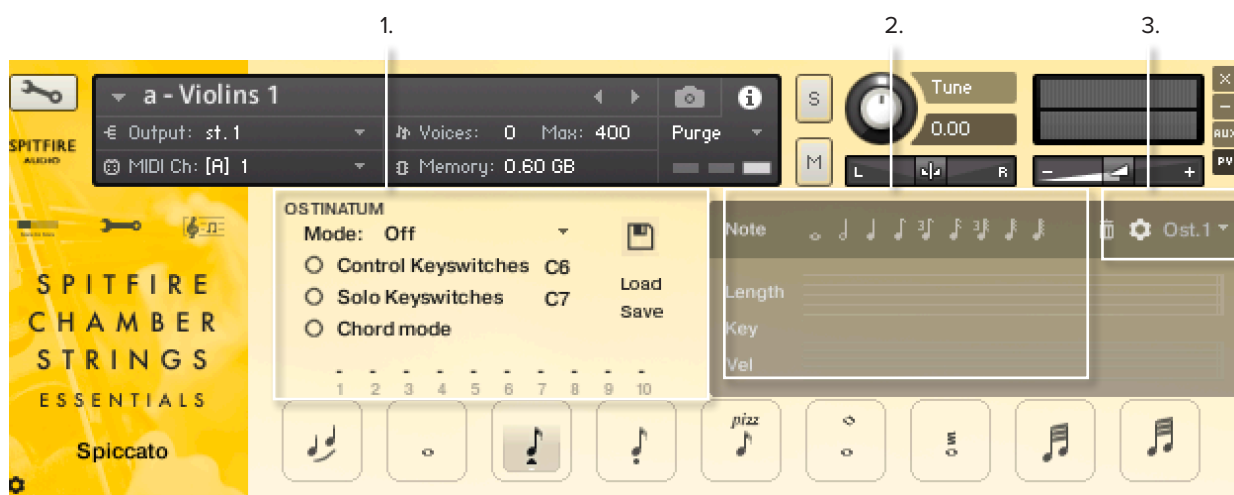 1. 2. 3.
a - Violins 1
S
Tune
X
SPITFIRE
AUDIO
Output: st. 1
Voices: 0 Max: 400
Purge
0.00
AUX
MIDI Ch: [A] 1
Memory: 0.60 GB
M
L R
- +
PV
OSTINATUM
Mode: Off
Control Keyswitches C6
Solo Keyswitches C7
Chord mode
Load
Save
1 2 3 4 5 6 7 8 9 10
Note
3 3
Ost.1
Length
Key
Vel
SPITFIRE
CHAMBER
STRINGS
ESSENTIALS
Spiccato
pizz